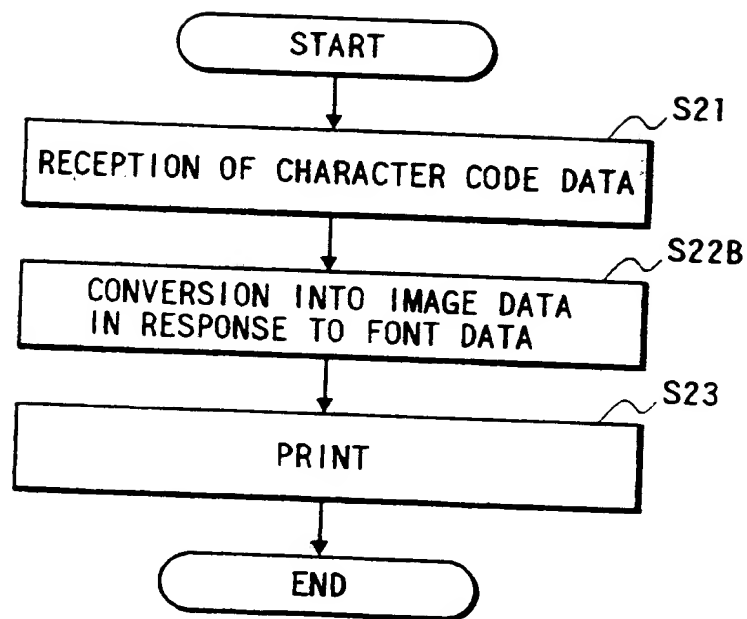 START
S21
RECEPTION OF CHARACTER CODE DATA
S22B
CONVERSION INTO IMAGE DATA
IN RESPONSE TO FONT DATA
S23
PRINT
END